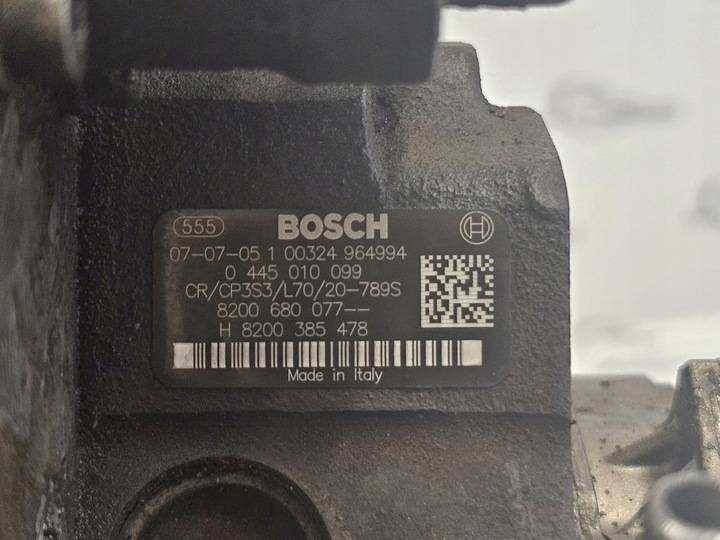 555 BOSCH H
07-07-05 1 00324 964994
0 445 010 099
CR/CP3S3/L70/20-789S
8200 680 077--
H 8200 385 478
Made in Italy